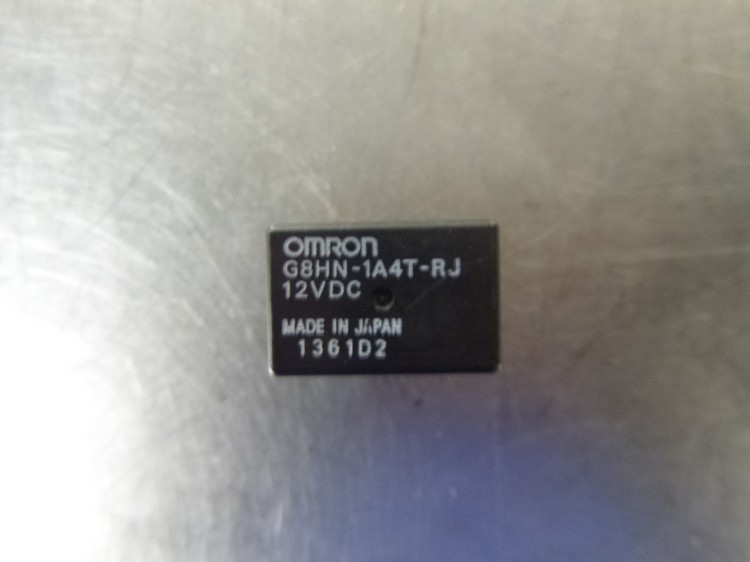 OMRON
G8HN-1A4T-RJ
12VDC
MADE IN JAPAN
1361D2